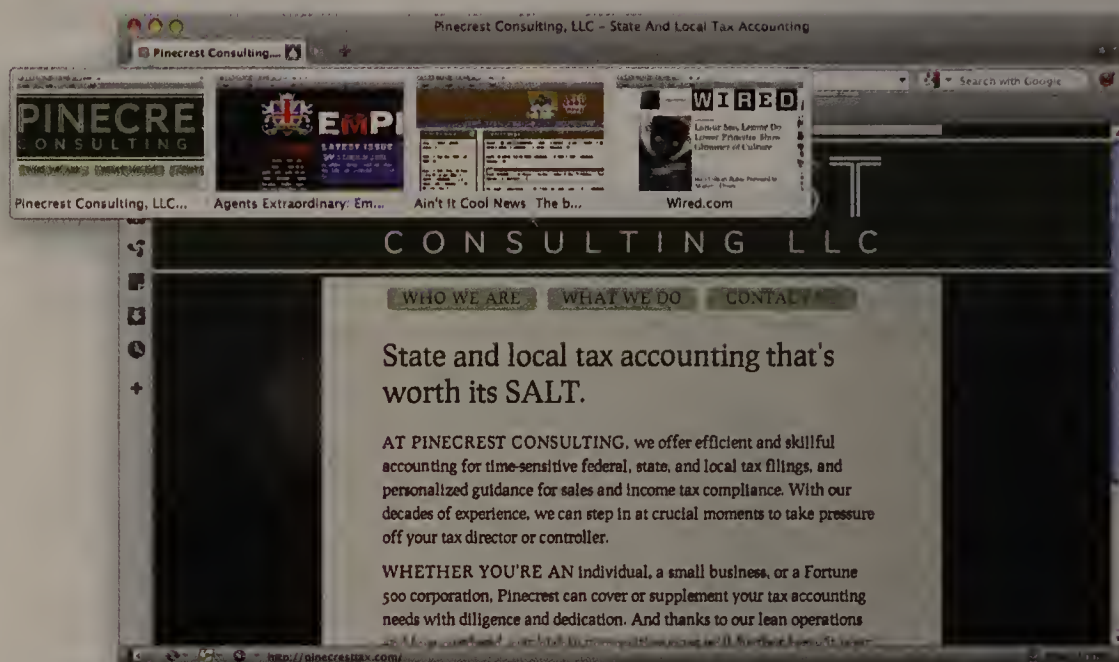 Pinecrest Consulting, LLC – State And Local Tax Accounting
Pinecrest Consulting,...
Search with Google
PINECRE
CONSULTING
EMPI
LATEST ISSUE
WIRED
Pinecrest Consulting, LLC...
Agents Extraordinary: Em...
Ain't It Cool News The b...
Wired.com
ST
CONSULTING LLC
WHO WE ARE
WHAT WE DO
CONTACT
State and local tax accounting that's
worth its SALT.
AT PINECREST CONSULTING, we offer efficient and skillful
accounting for time-sensitive federal, state, and local tax filings, and
personalized guidance for sales and income tax compliance. With our
decades of experience, we can step in at crucial moments to take pressure
off your tax director or controller.
WHETHER YOU'RE AN individual, a small business, or a Fortune
500 corporation, Pinecrest can cover or supplement your tax accounting
needs with diligence and dedication. And thanks to our lean operations
http://pinecresttax.com/